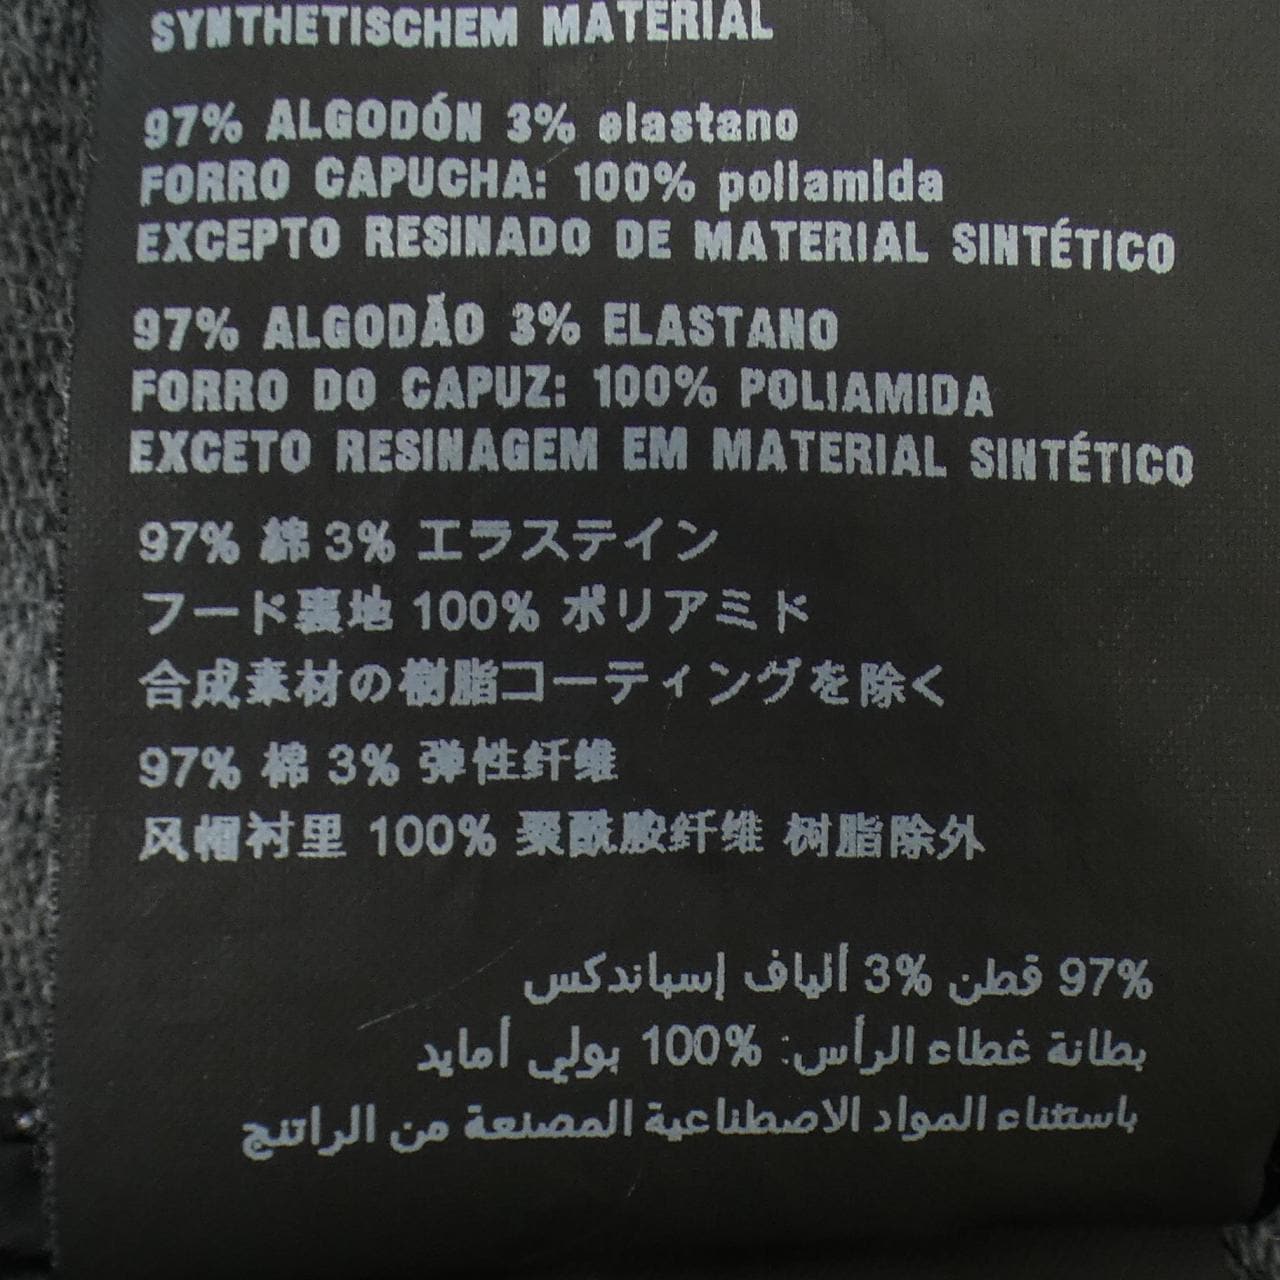 SYNTHETISCHEM MATERIAL
97% ALGODÓN 3% elastano
FORRO CAPUCHA: 100% poliamida
EXCEPTO RESINADO DE MATERIAL SINTÉTICO
97% ALGODÃO 3% ELASTANO
FORRO DO CAPUZ: 100% POLIAMIDA
EXCETO RESINAGEM EM MATERIAL SINTÉTICO
97% 綿 3% エラステイン
フード裏地 100% ポリアミド
合成素材の樹脂コーティングを除く
97% 棉 3% 弹性纤维
风帽衬里 100% 聚酰胺纤维 树脂除外
97% قطن 3% ألياف إسباندكس
بطانة غطاء الرأس: 100% بولي أمايد
باستثناء المواد الاصطناعية المصنعة من الراتنج